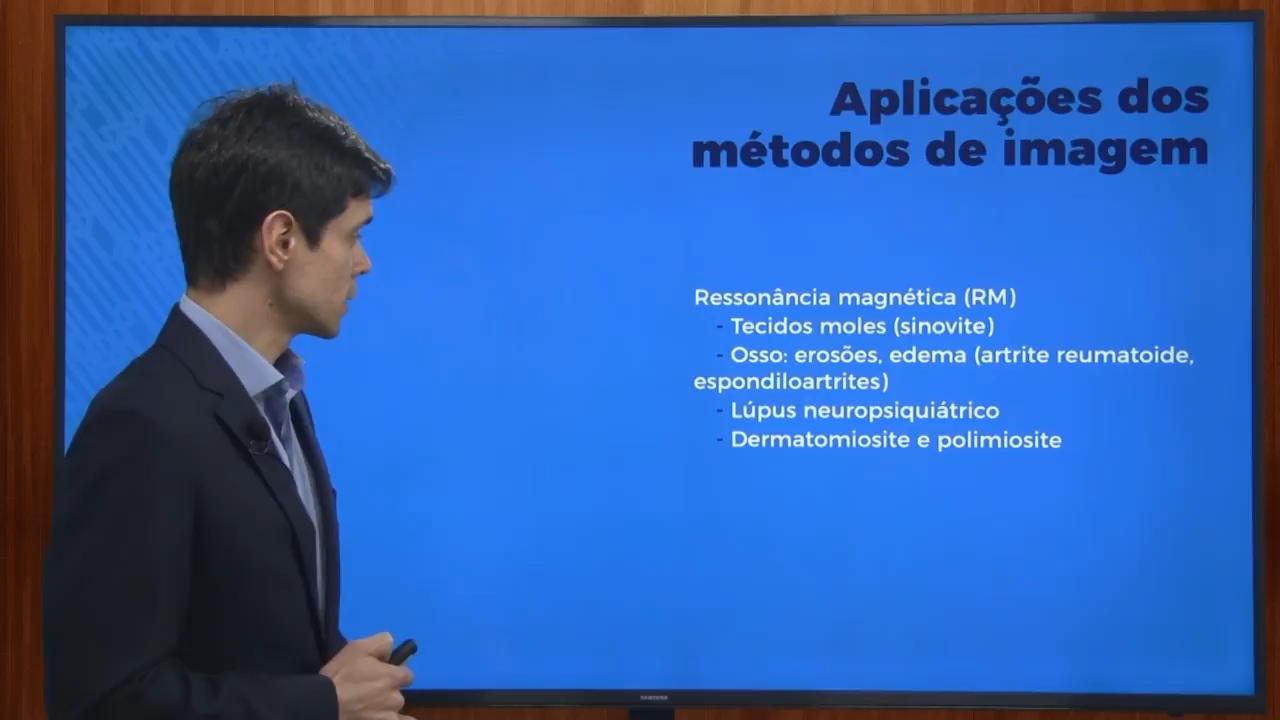 Aplicações dos
métodos de imagem
Ressonância magnética (RM)
- Tecidos moles (sinovite)
- Osso: erosões, edema (artrite reumatoide,
espondiloartrites)
- Lúpus neuropsiquiátrico
- Dermatomiosite e polimiosite
SAMSUNG